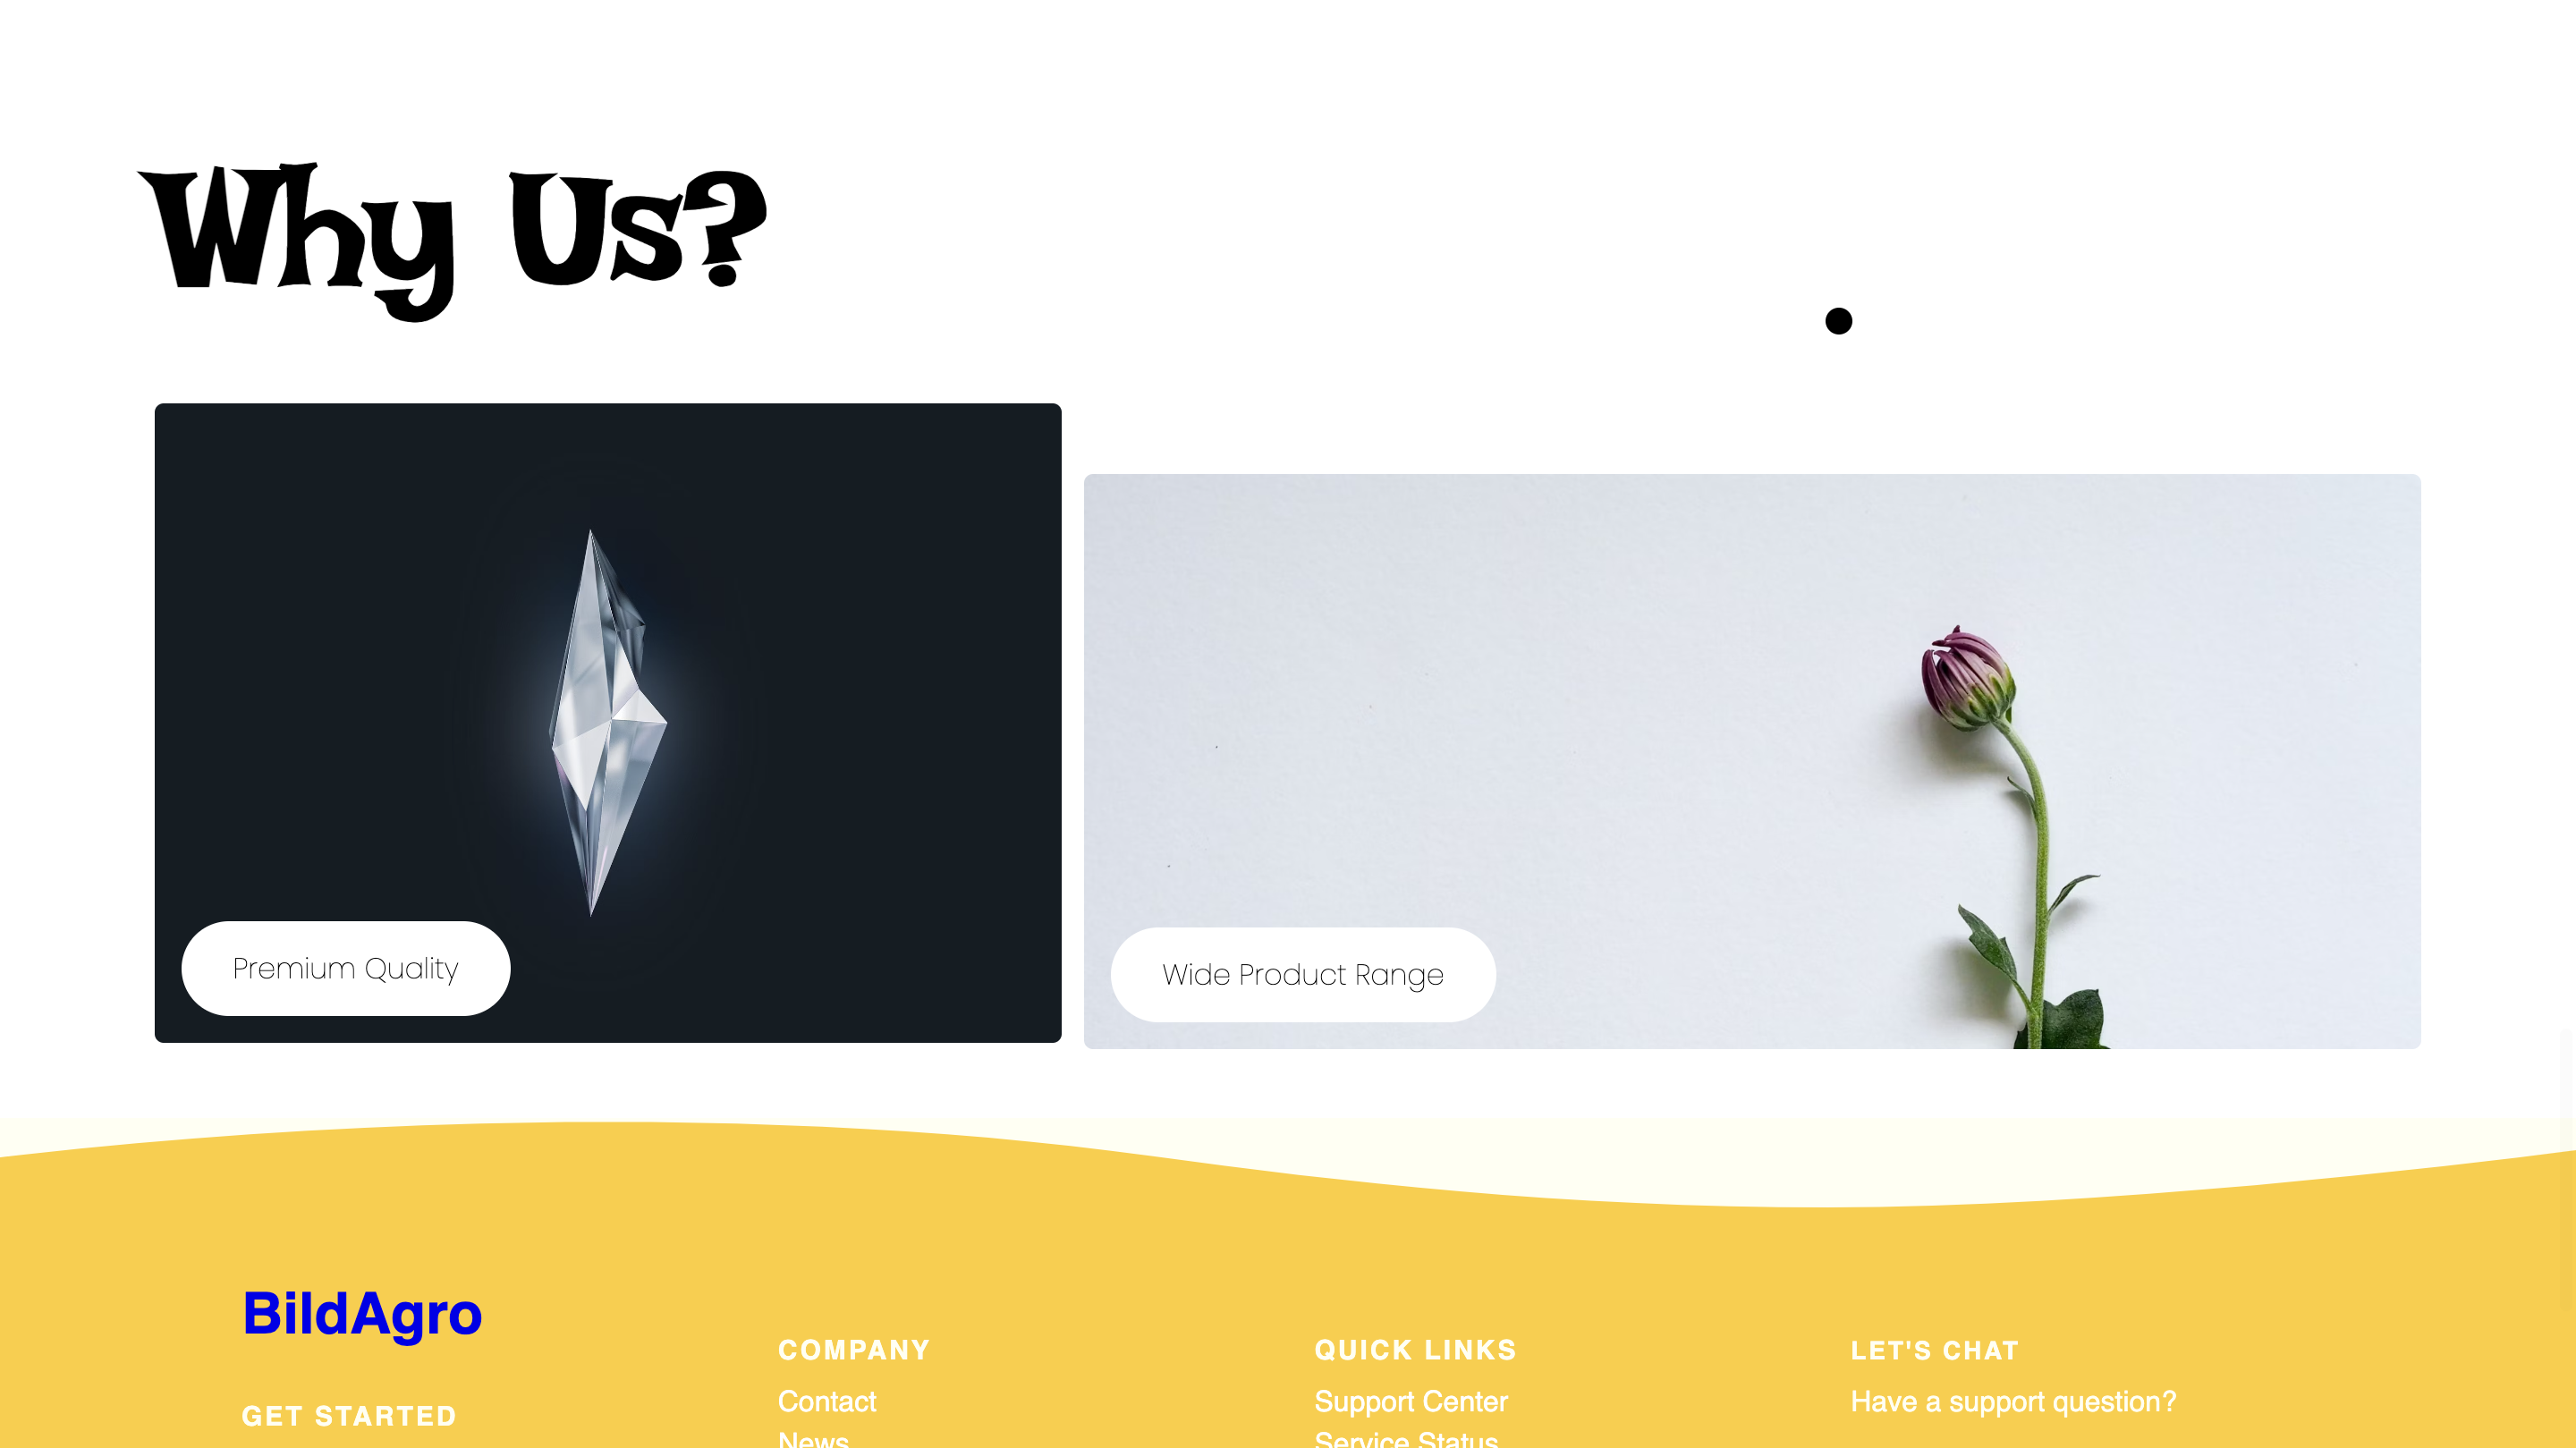 Why Us?
Premium Quality
Wide Product Range
BildAgro
GET STARTED
COMPANY
Contact
News
QUICK LINKS
Support Center
Service Status
LET'S CHAT
Have a support question?